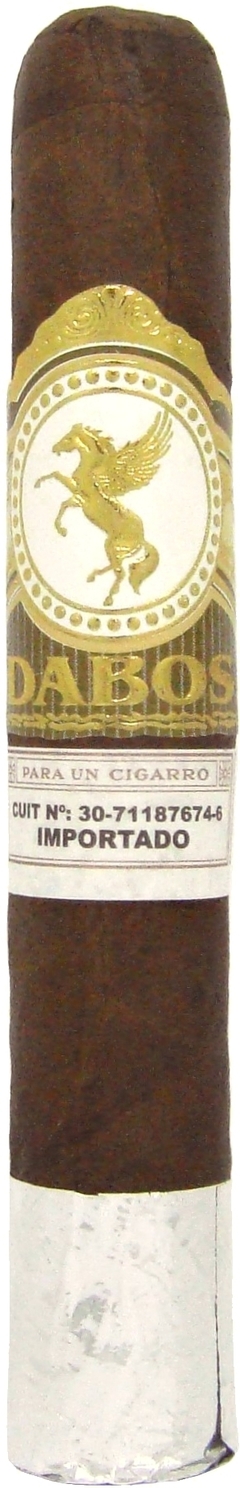 DABOS
PARA UN CIGARRO
CUIT Nº: 30-71187674-6
IMPORTADO